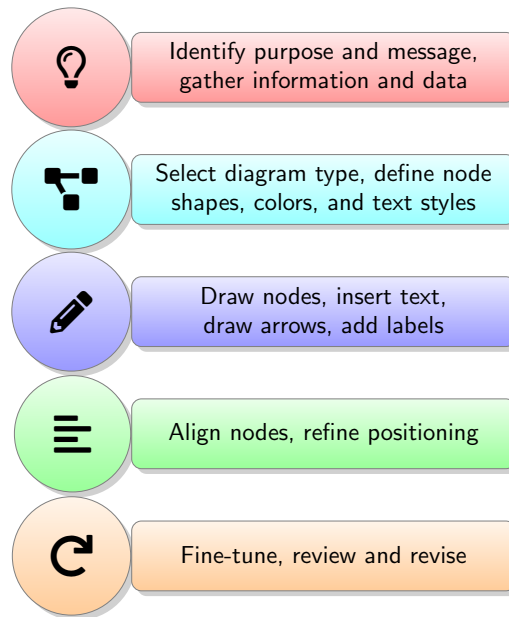 Identify purpose and message,
gather information and data
Select diagram type, define node
shapes, colors, and text styles
Draw nodes, insert text,
draw arrows, add labels
Align nodes, refine positioning
Fine-tune, review and revise